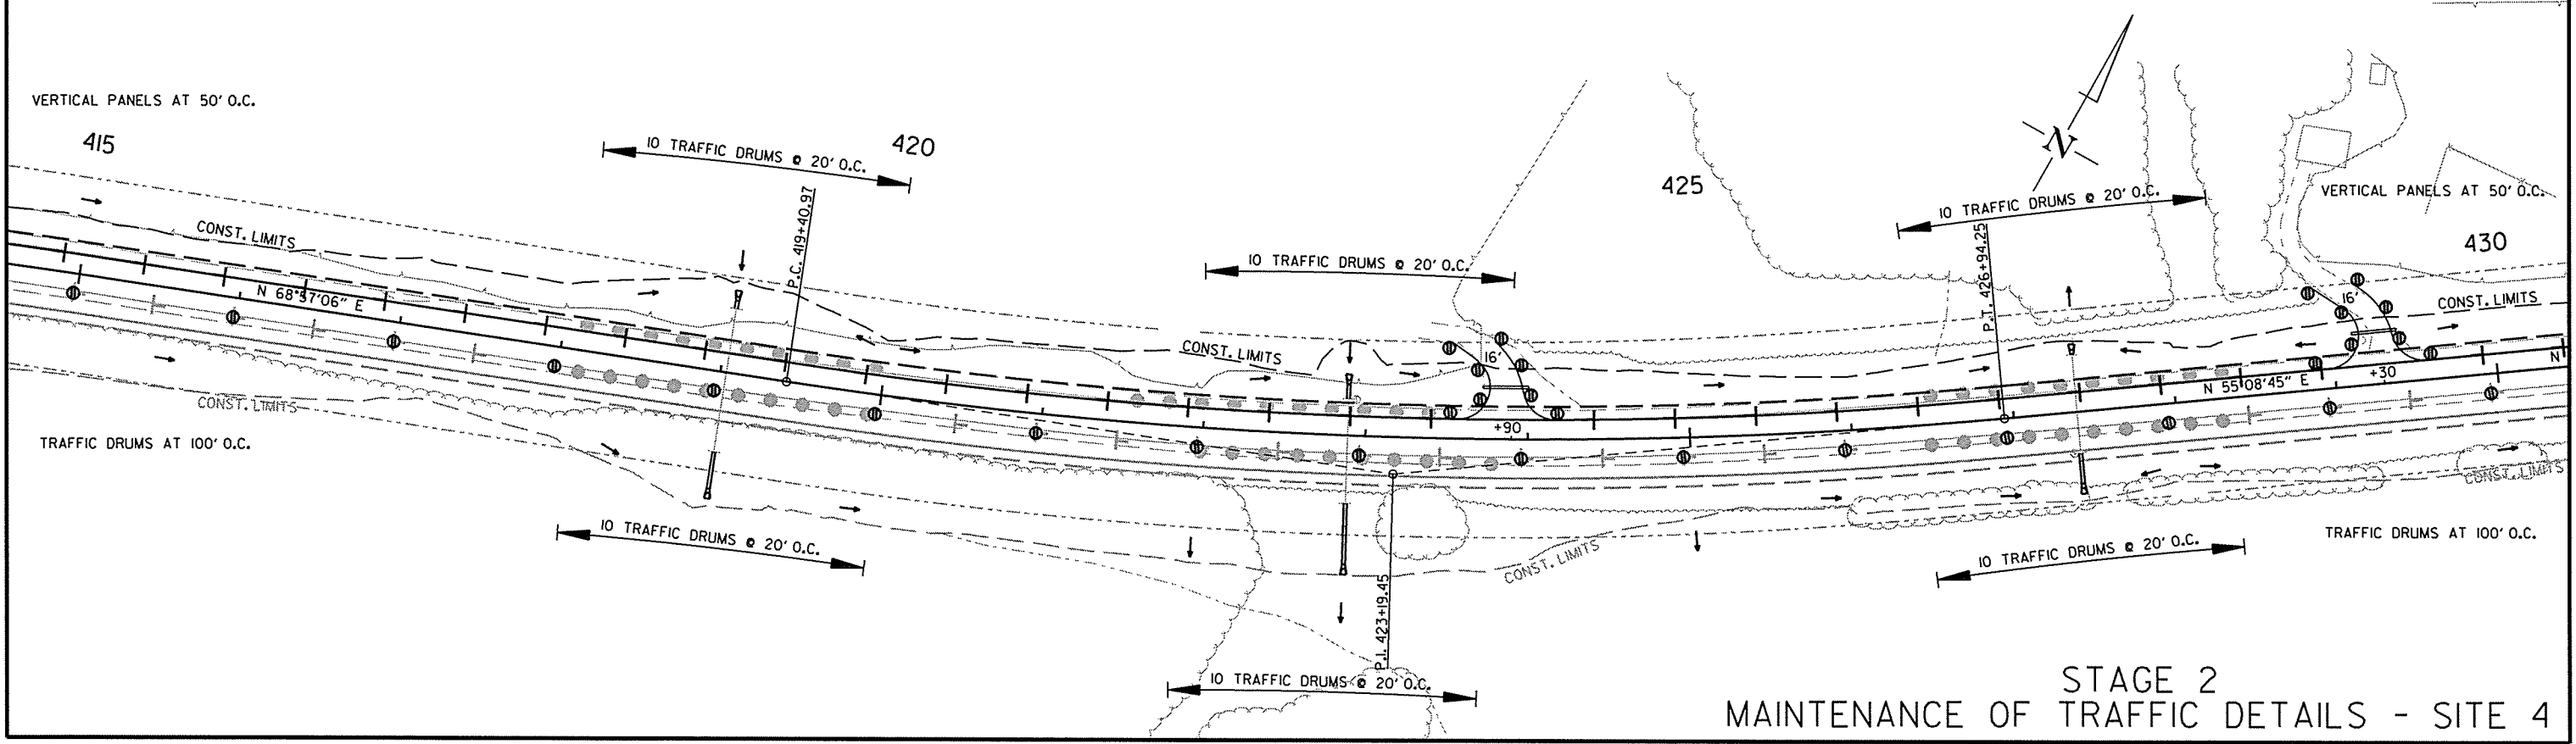 VERTICAL PANELS AT 50' O.C.
415
10 TRAFFIC DRUMS @ 20' O.C.
420
P.C. 419+40.97
CONST. LIMITS
N 68°57'06" E
CONST. LIMITS
TRAFFIC DRUMS AT 100' O.C.
10 TRAFFIC DRUMS @ 20' O.C.
10 TRAFFIC DRUMS @ 20' O.C.
CONST. LIMITS
16'
+90
P.I. 423+19.45
10 TRAFFIC DRUMS @ 20' O.C.
CONST. LIMITS
425
N
10 TRAFFIC DRUMS @ 20' O.C.
P.T. 426+94.25
VERTICAL PANELS AT 50' O.C.
430
16'
CONST. LIMITS
N 55°08'45" E
+30
N
CONST. LIMITS
10 TRAFFIC DRUMS @ 20' O.C.
TRAFFIC DRUMS AT 100' O.C.
STAGE 2
MAINTENANCE OF TRAFFIC DETAILS - SITE 4